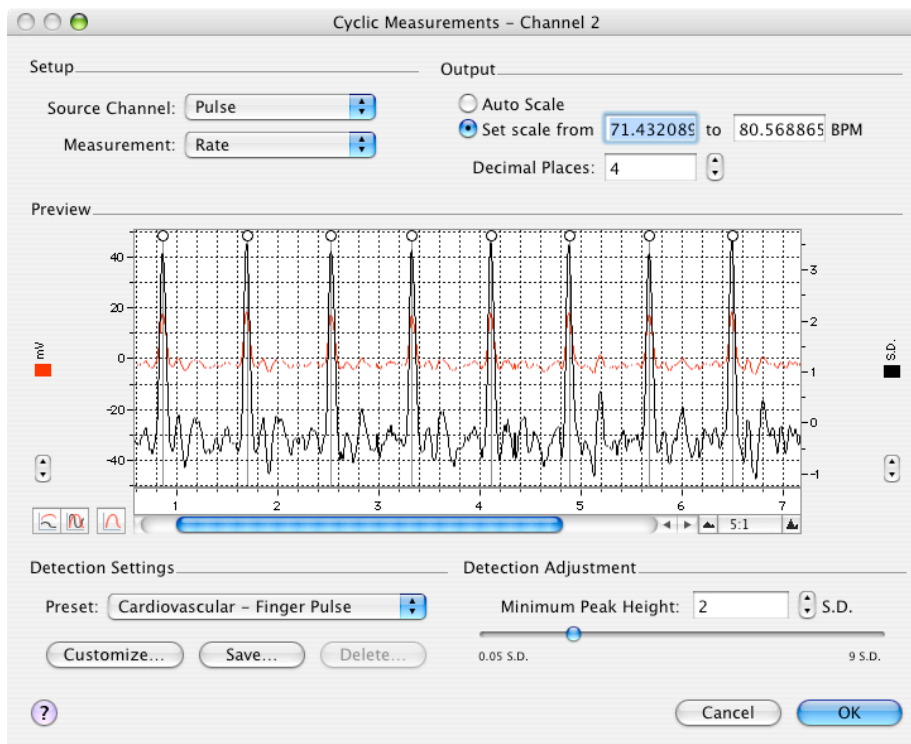 Cyclic Measurements – Channel 2
Setup
Source Channel: Pulse
Measurement: Rate
Output
Auto Scale
Set scale from 71.432089 to 80.568865 BPM
Decimal Places: 4
Preview
mV
40
20
0
-20
-40
3
2
1
0
-1
S.D.
1 2 3 4 5 6 7
5:1
Detection Settings
Preset: Cardiovascular – Finger Pulse
Customize... Save... Delete...
Detection Adjustment
Minimum Peak Height: 2 S.D.
0.05 S.D. 9 S.D.
?
Cancel OK